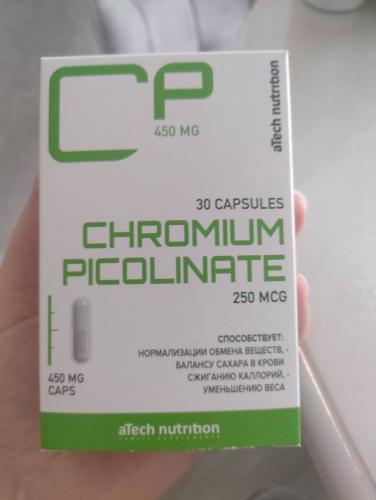 CP
450 MG
aTech nutrition
30 CAPSULES
CHROMIUM
PICOLINATE
250 MCG
СПОСОБСТВУЕТ:
НОРМАЛИЗАЦИИ ОБМЕНА ВЕЩЕСТВ, -
БАЛАНСУ САХАРА В КРОВИ
СЖИГАНИЮ КАЛЛОРИЙ, -
УМЕНЬШЕНИЮ ВЕСА
450 MG
CAPS
aTech nutrition